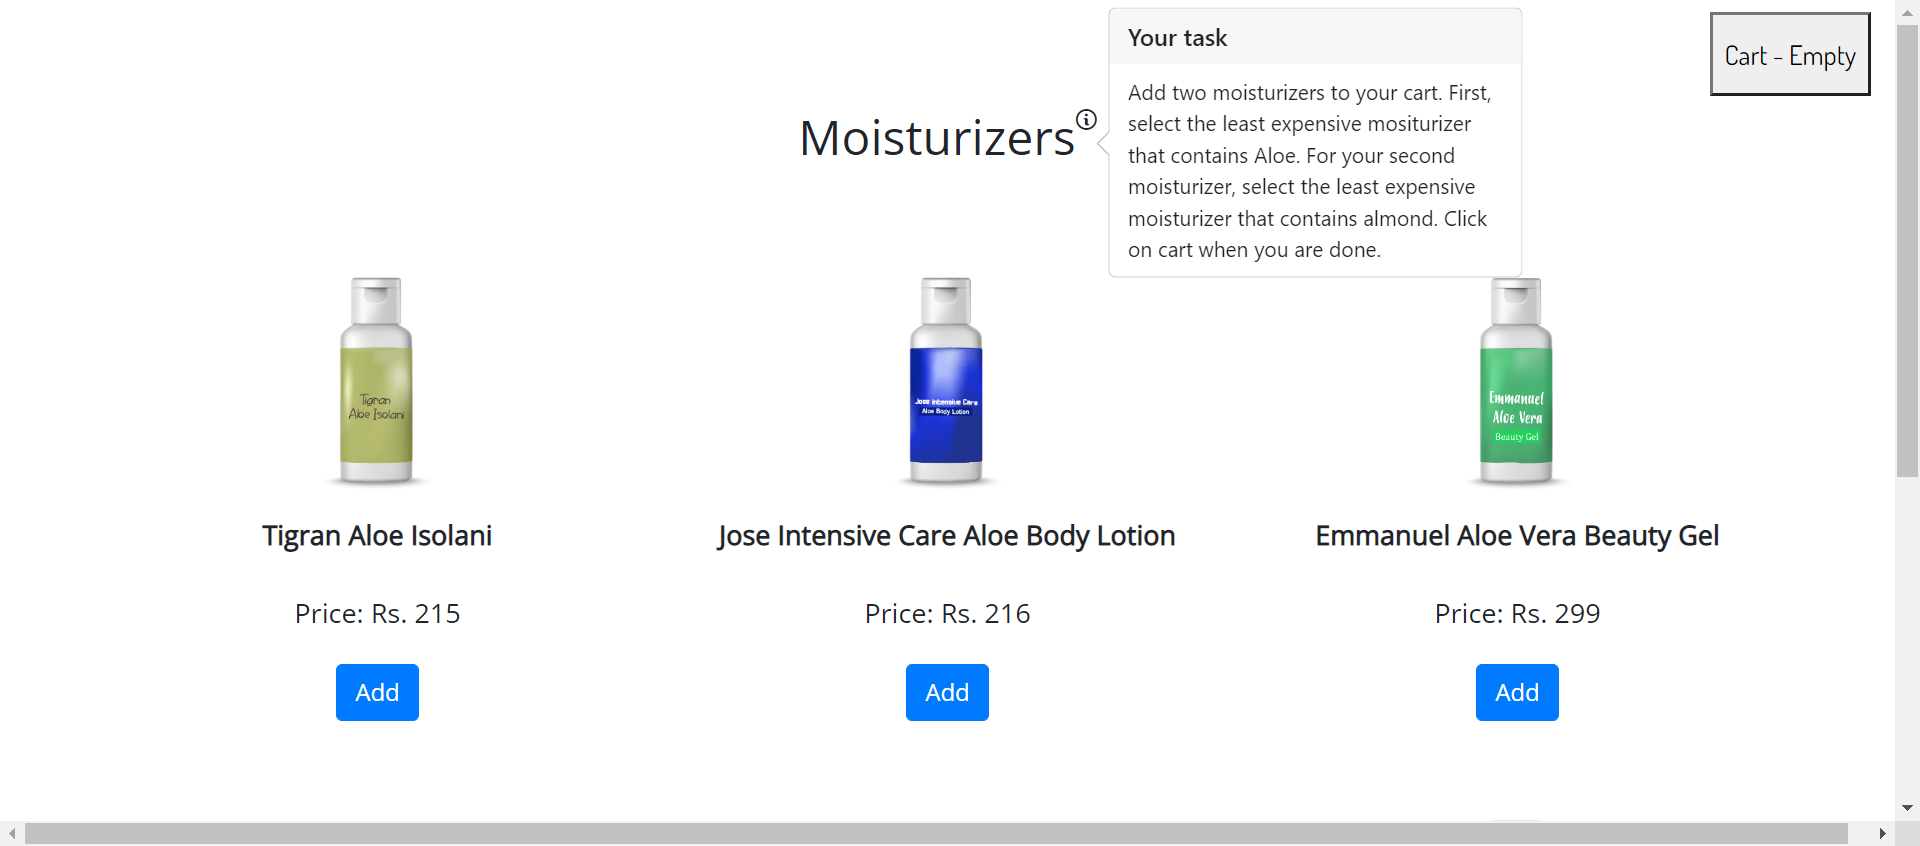 Cart - Empty
Moisturizers
Your task
Add two moisturizers to your cart. First,
select the least expensive mositurizer
that contains Aloe. For your second
moisturizer, select the least expensive
moisturizer that contains almond. Click
on cart when you are done.
Tigran
Aloe Isolani
Jose Intensive Care
Aloe Body Lotion
Emmanuel
Aloe Vera
Beauty Gel
Tigran Aloe Isolani
Jose Intensive Care Aloe Body Lotion
Emmanuel Aloe Vera Beauty Gel
Price: Rs. 215
Price: Rs. 216
Price: Rs. 299
Add
Add
Add